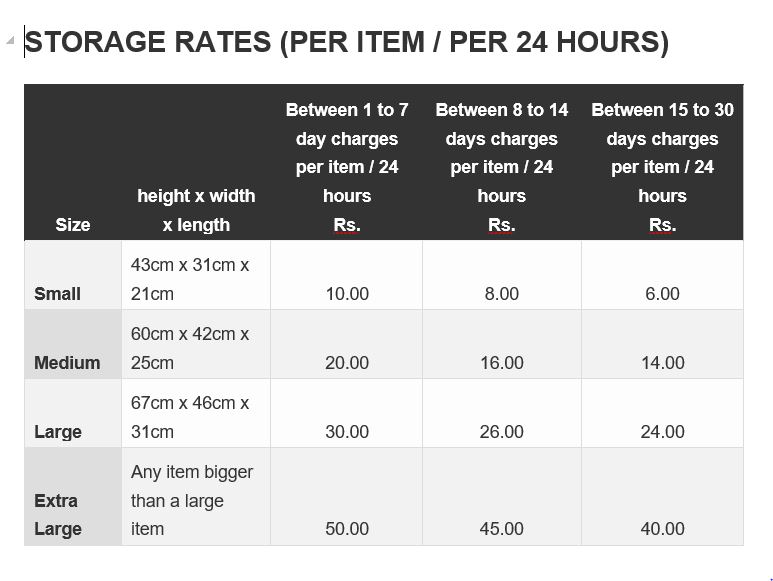 STORAGE RATES (PER ITEM / PER 24 HOURS)
Size
height x width
x length
Between 1 to 7
day charges
per item / 24
hours
Rs.
Between 8 to 14
days charges
per item / 24
hours
Rs.
Between 15 to 30
days charges
per item / 24
hours
Rs.
Small
43cm x 31cm x
21cm
10.00
8.00
6.00
Medium
60cm x 42cm x
25cm
20.00
16.00
14.00
Large
67cm x 46cm x
31cm
30.00
26.00
24.00
Extra
Large
Any item bigger
than a large
item
50.00
45.00
40.00